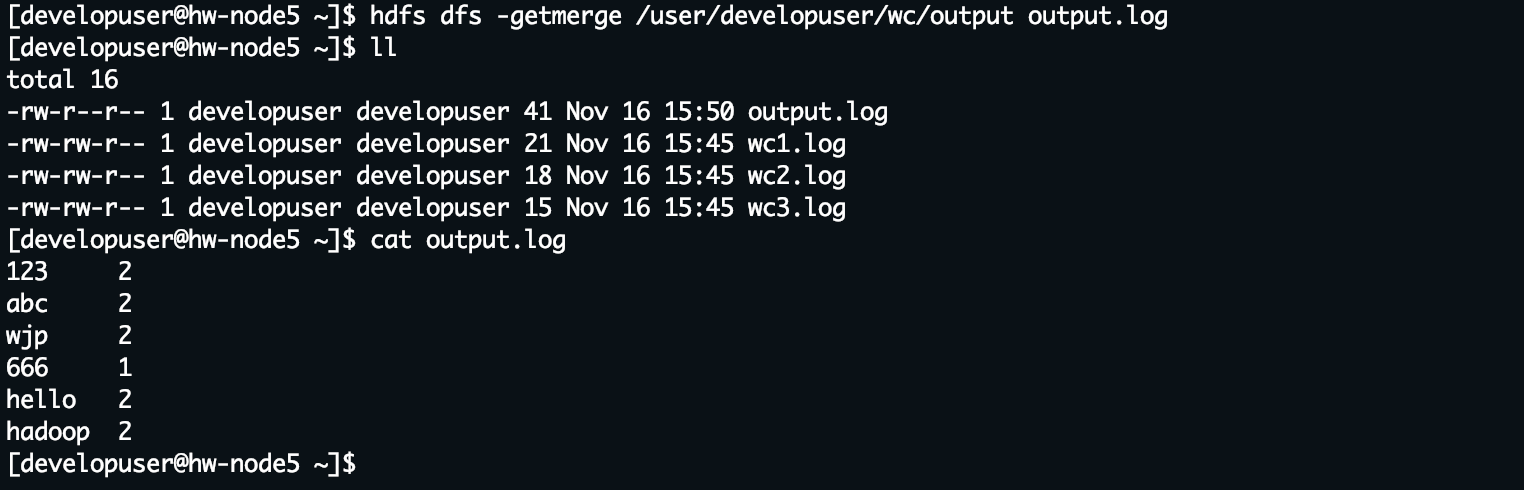 [developuser@hw-node5 ~]$ hdfs dfs -getmerge /user/developuser/wc/output output.log
[developuser@hw-node5 ~]$ ll
total 16
-rw-r--r-- 1 developuser developuser 41 Nov 16 15:50 output.log
-rw-rw-r-- 1 developuser developuser 21 Nov 16 15:45 wc1.log
-rw-rw-r-- 1 developuser developuser 18 Nov 16 15:45 wc2.log
-rw-rw-r-- 1 developuser developuser 15 Nov 16 15:45 wc3.log
[developuser@hw-node5 ~]$ cat output.log
123     2
abc     2
wjp     2
666     1
hello   2
hadoop  2
[developuser@hw-node5 ~]$